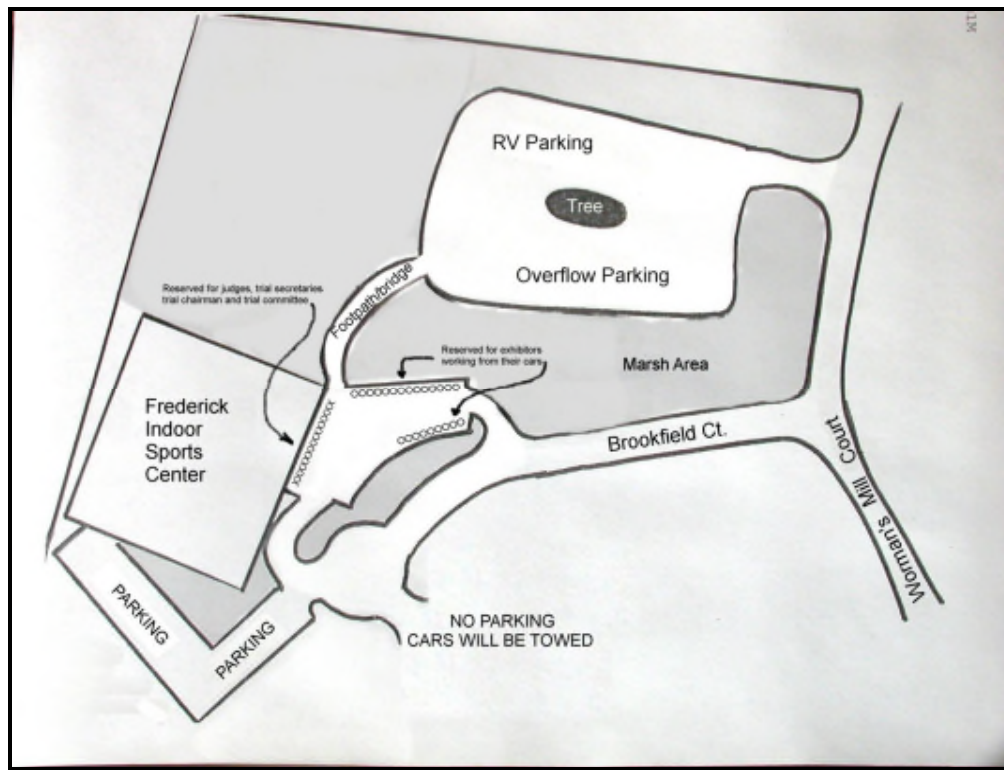 RV Parking
Tree
Overflow Parking
Footpath/bridge
Reserved for judges, trial secretaries
trial chairman and trial committee
Reserved for exhibitors
working from their cars
Marsh Area
Frederick
Indoor
Sports
Center
XXXXXXXXXXXXXX
Brookfield Ct.
Worman's Mill Court
PARKING
PARKING
NO PARKING
CARS WILL BE TOWED